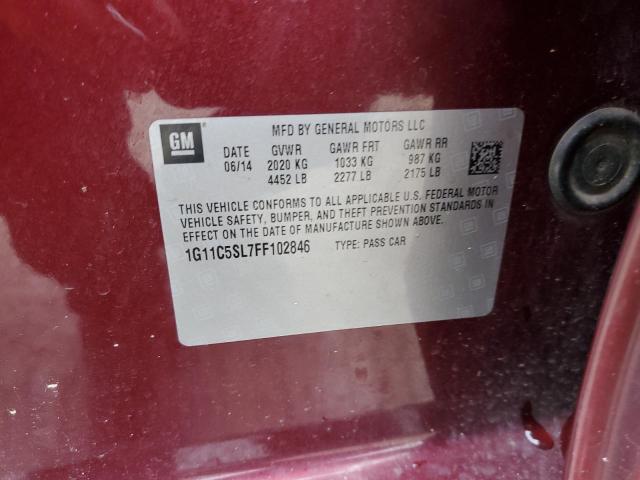 GM
MFD BY GENERAL MOTORS LLC
DATE GVWR GAWR FRT GAWR RR
06/14 2020 KG 1033 KG 987 KG
4452 LB 2277 LB 2175 LB
THIS VEHICLE CONFORMS TO ALL APPLICABLE U.S. FEDERAL MOTOR
VEHICLE SAFETY, BUMPER, AND THEFT PREVENTION STANDARDS IN
EFFECT ON THE DATE OF MANUFACTURE SHOWN ABOVE.
1G11C5SL7FF102846 TYPE: PASS CAR